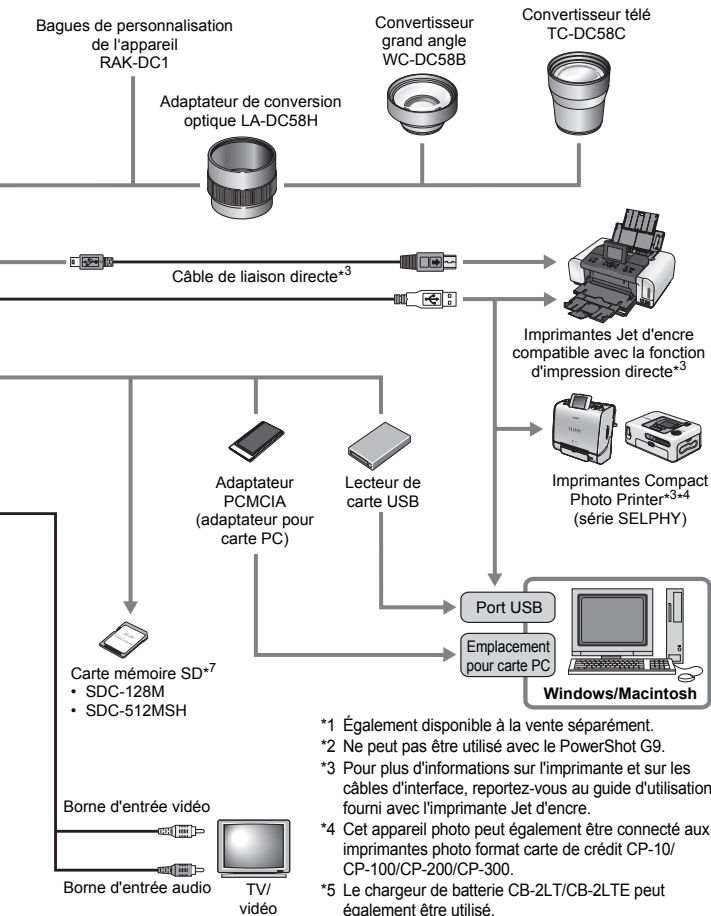 Bagues de personnalisation
de l'appareil
RAK-DC1
Convertisseur
grand angle
WC-DC58B
Convertisseur télé
TC-DC58C
Adaptateur de conversion
optique LA-DC58H
Câble de liaison directe*3
Imprimantes Jet d'encre
compatible avec la fonction
d'impression directe*3
Imprimantes Compact
Photo Printer*3*4
(série SELPHY)
Adaptateur
PCMCIA
(adaptateur pour
carte PC)
Lecteur de
carte USB
Port USB
Emplacement
pour carte PC
Windows/Macintosh
Carte mémoire SD*7
• SDC-128M
• SDC-512MSH
Borne d'entrée vidéo
Borne d'entrée audio
TV/
vidéo
*1 Également disponible à la vente séparément.
*2 Ne peut pas être utilisé avec le PowerShot G9.
*3 Pour plus d'informations sur l'imprimante et sur les
câbles d'interface, reportez-vous au guide d'utilisation
fourni avec l'imprimante Jet d'encre.
*4 Cet appareil photo peut également être connecté aux
imprimantes photo format carte de crédit CP-10/
CP-100/CP-200/CP-300.
*5 Le chargeur de batterie CB-2LT/CB-2LTE peut
également être utilisé.